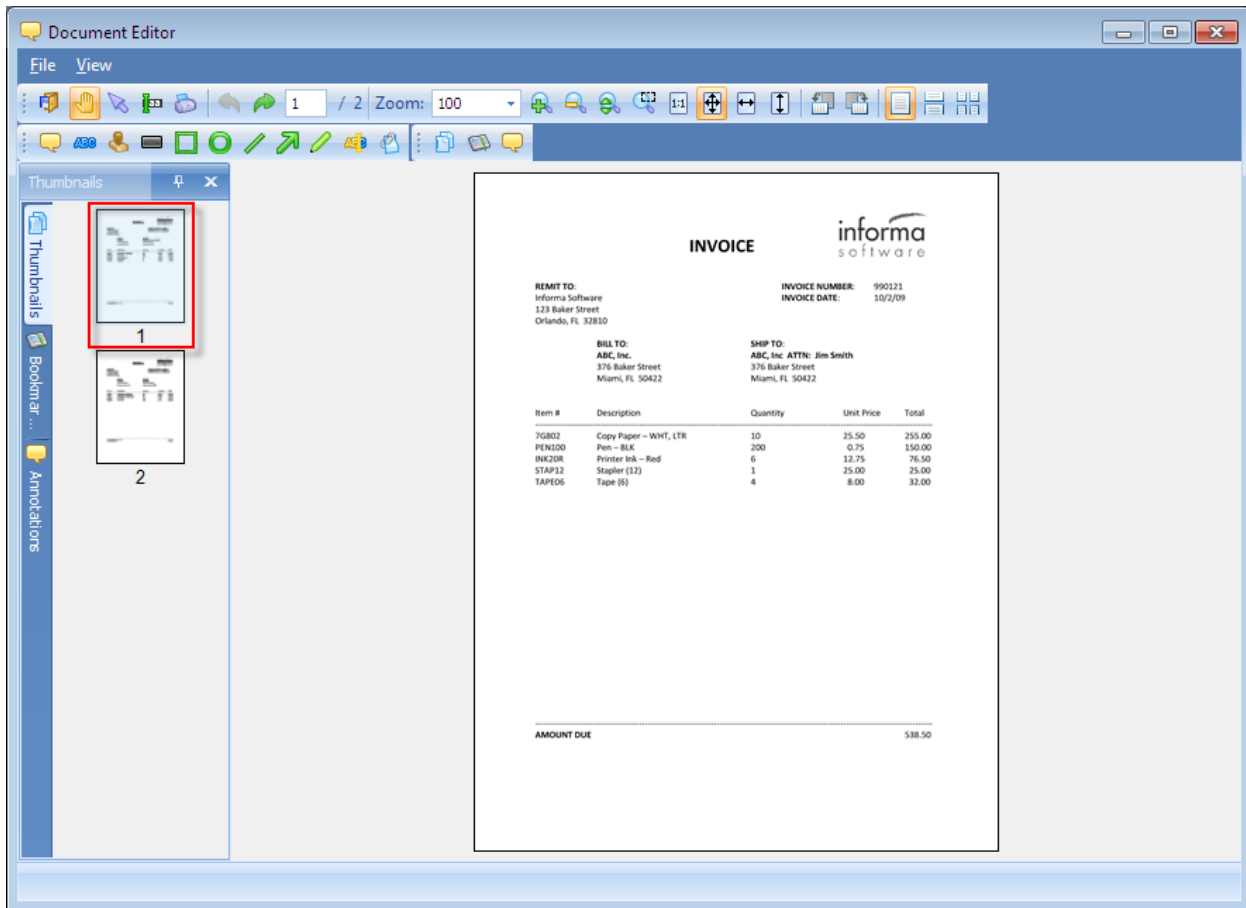 Document Editor
File View
1 / 2 Zoom: 100 1:1
ABC
Thumbnails
Thumbnails
Bookmar...
Annotations
1
2
informa
software
INVOICE
REMIT TO:
Informa Software
123 Baker Street
Orlando, FL 32810
INVOICE NUMBER: 990121
INVOICE DATE: 10/2/09
BILL TO:
ABC, Inc.
376 Baker Street
Miami, FL 50422
SHIP TO:
ABC, Inc ATTN: Jim Smith
376 Baker Street
Miami, FL 50422
Item # Description Quantity Unit Price Total
7G802 Copy Paper – WHT, LTR 10 25.50 255.00
PEN100 Pen – BLK 200 0.75 150.00
INK20R Printer Ink – Red 6 12.75 76.50
STAP12 Stapler (12) 1 25.00 25.00
TAPE06 Tape (6) 4 8.00 32.00
AMOUNT DUE 538.50